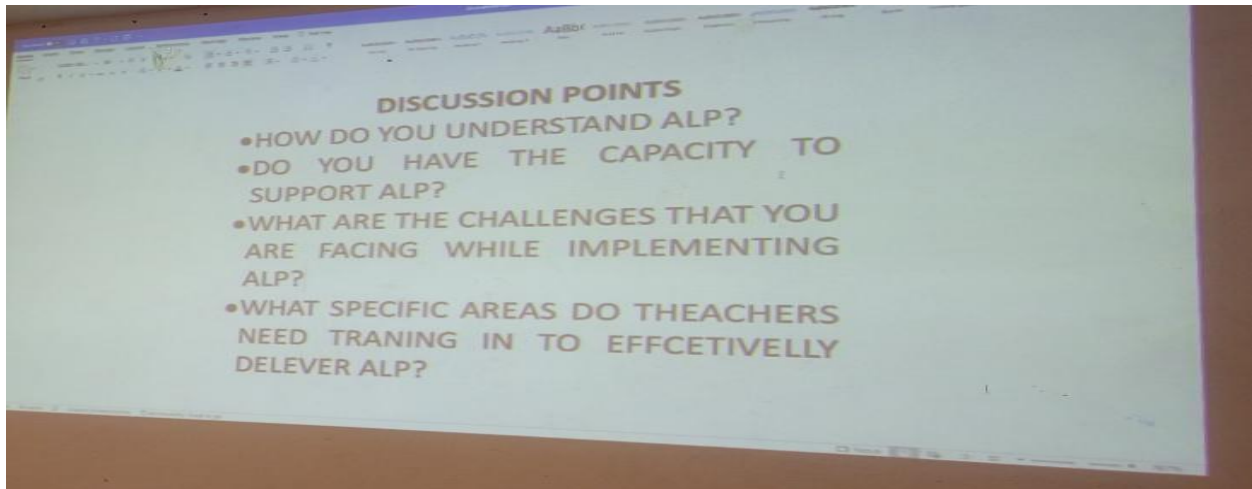 AaBb(
DISCUSSION POINTS
•HOW DO YOU UNDERSTAND ALP?
•DO YOU HAVE THE CAPACITY TO
SUPPORT ALP?
•WHAT ARE THE CHALLENGES THAT YOU
ARE FACING WHILE IMPLEMENTING
ALP?
•WHAT SPECIFIC AREAS DO THEACHERS
NEED TRANING IN TO EFFCETIVELLY
DELEVER ALP?